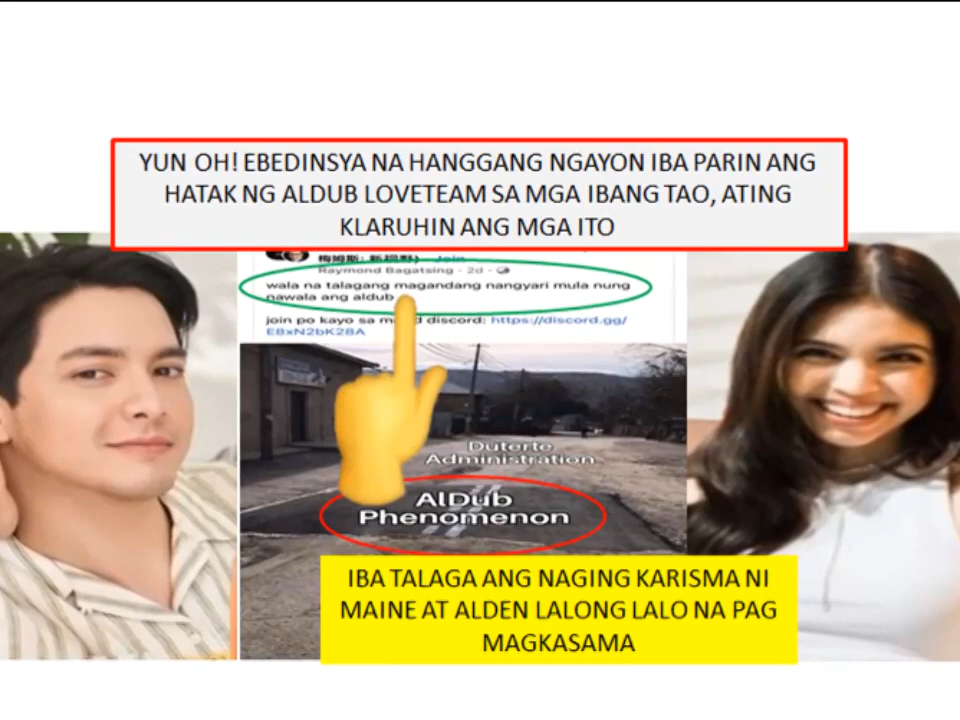 YUN OH! EBEDINSYA NA HANGGANG NGAYON IBA PARIN ANG
HATAK NG ALDUB LOVETEAM SA MGA IBANG TAO, ATING
KLARUHIN ANG MGA ITO
Join
Raymond Bagatsing · 2d ·
wala na talagang magandang nangyari mula nung
nawala ang aldub
join po kayo sa discord: https://discord.gg/
E8xN2bK28A
Duterte
Administration
AlDub
Phenomenon
IBA TALAGA ANG NAGING KARISMA NI
MAINE AT ALDEN LALONG LALO NA PAG
MAGKASAMA